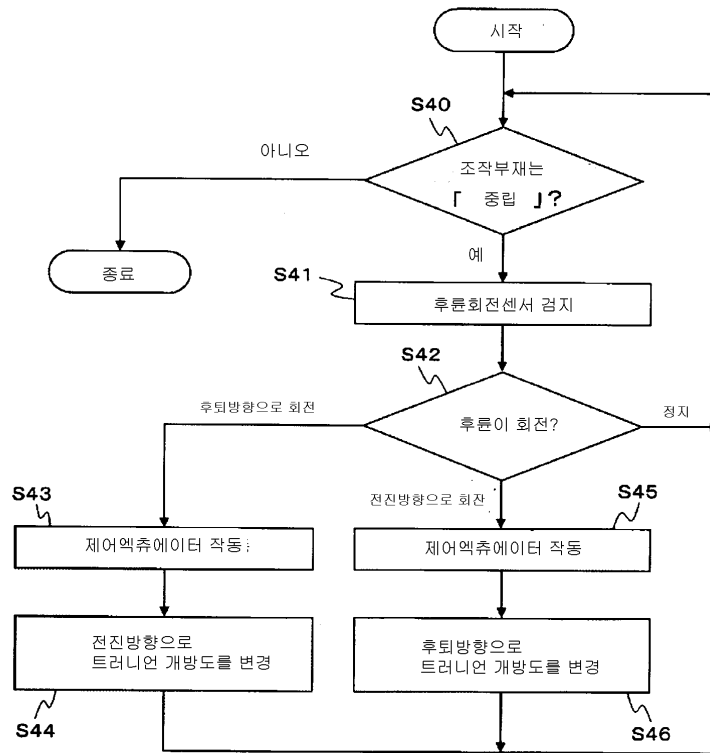 시작
S40
아니오
조작부재는
「 중립 」?
예
종료
S41
후륜회전센서 검지
S42
후퇴방향으로 회전
후륜이 회전?
정지
전진방향으로 회잔
S43
S45
제어엑츄에이터 작동
제어엑츄에이터 작동
전진방향으로
트러니언 개방도를 변경
후퇴방향으로
트러니언 개방도를 변경
S44
S46